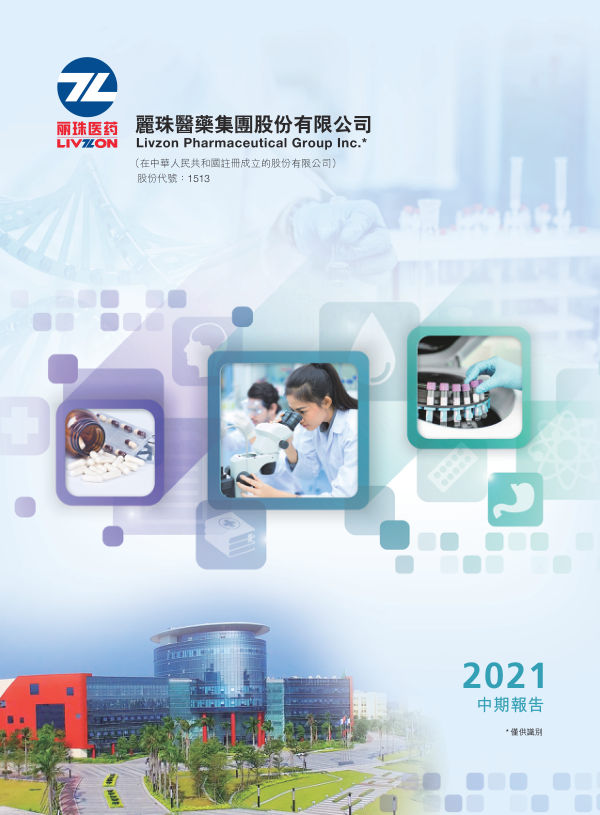 丽珠医药
LIVZON
麗珠醫藥集團股份有限公司
Livzon Pharmaceutical Group Inc.*
（在中華人民共和國註冊成立的股份有限公司）
股份代號：1513
2021
中期報告
* 僅供識別